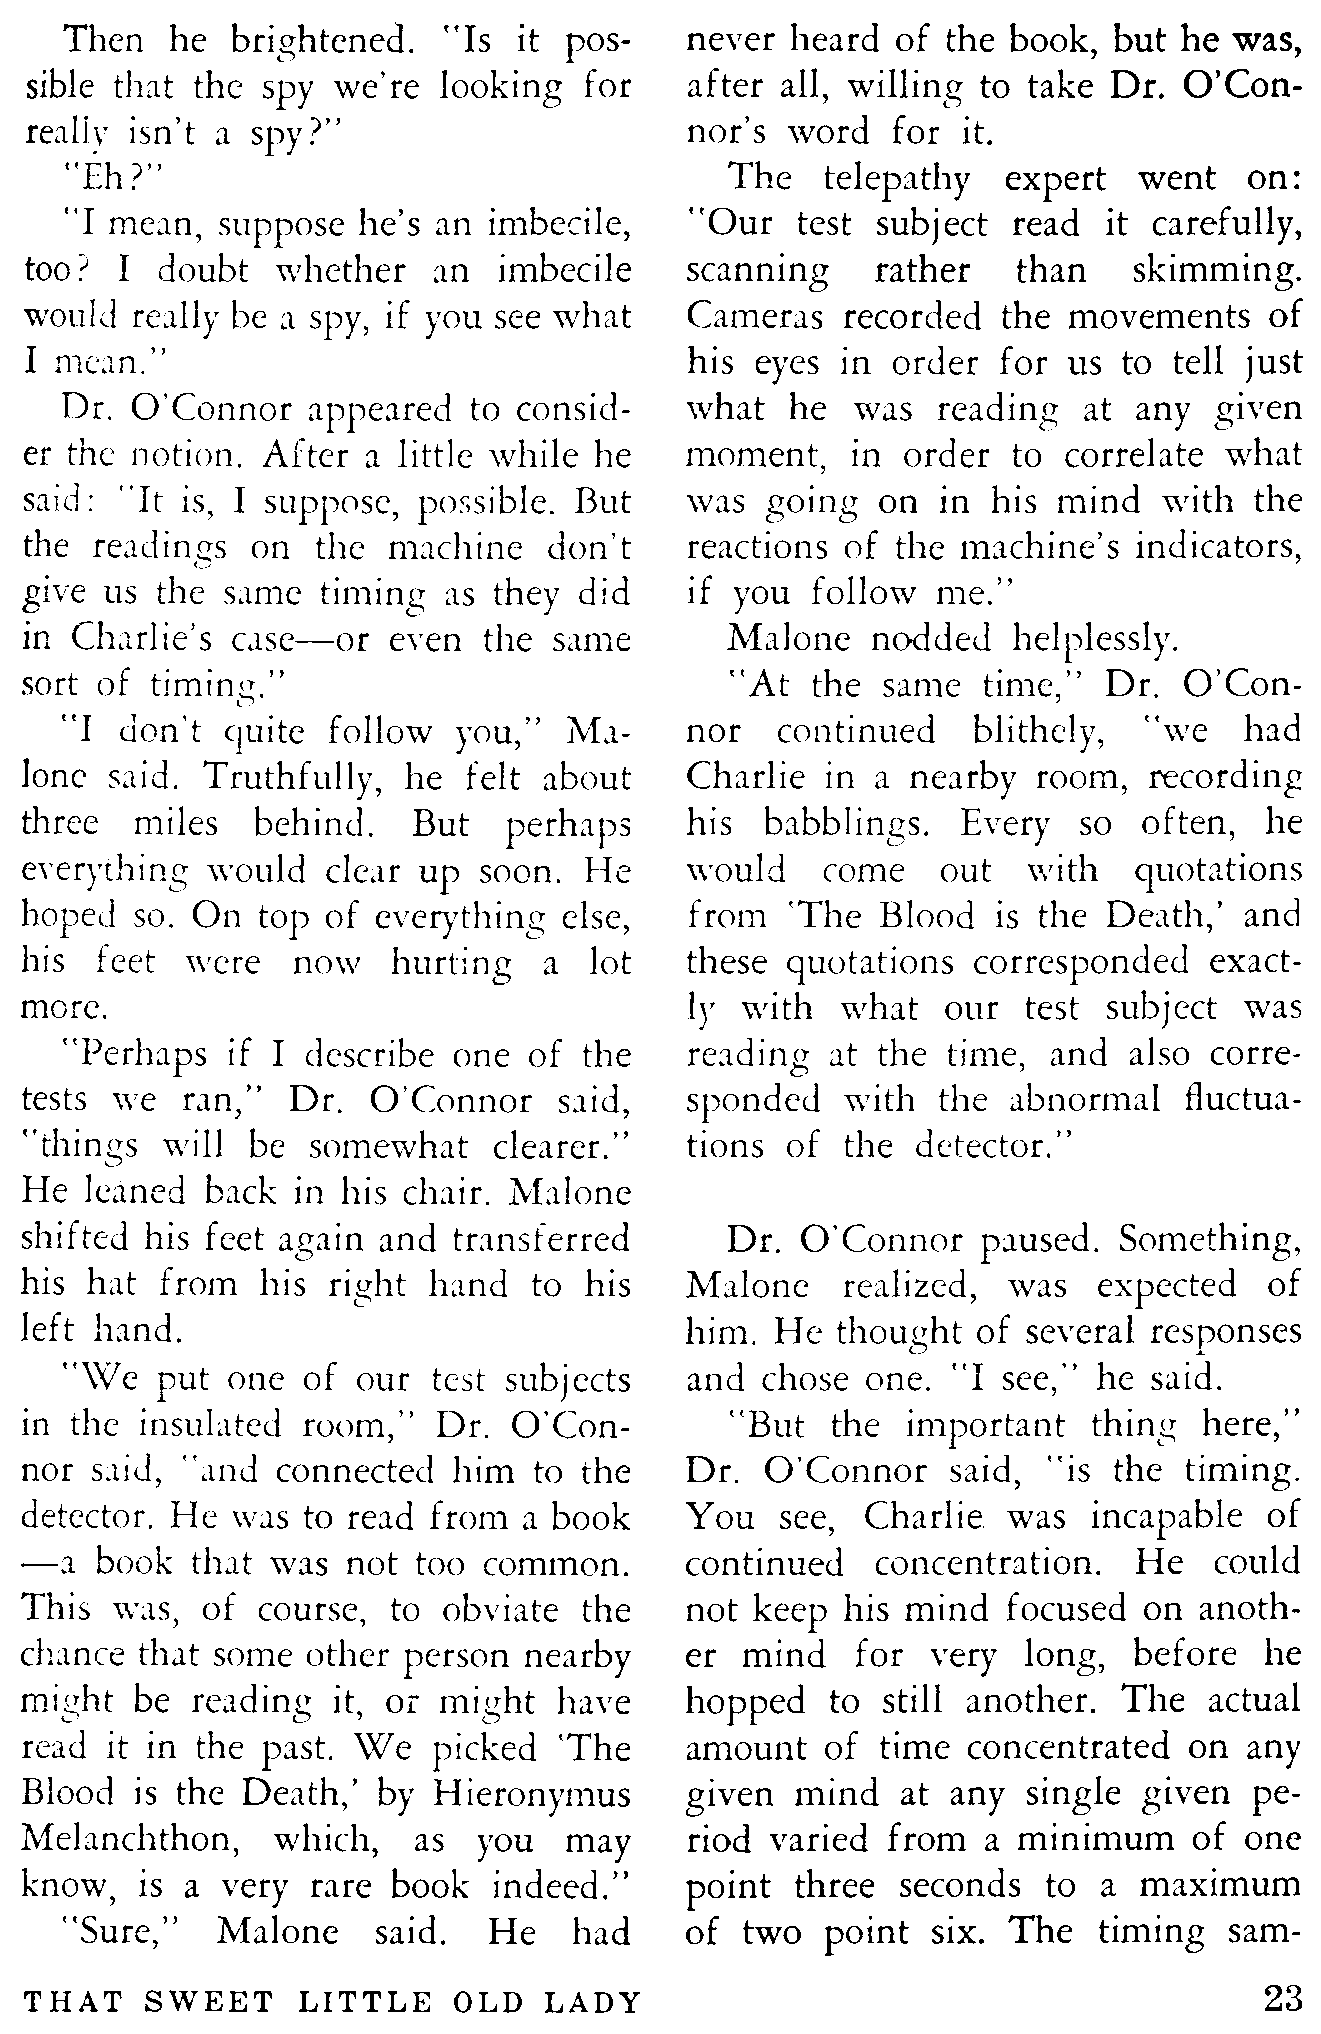 Then he brightened. "Is it pos-
sible that the spy we're looking for
really isn't a spy?"
"Eh?"
"I mean, suppose he's an imbecile,
too? I doubt whether an imbecile
would really be a spy, if you see what
I mean."
Dr. O'Connor appeared to consid-
er the notion. After a little while he
said: "It is, I suppose, possible. But
the readings on the machine don't
give us the same timing as they did
in Charlie's case—or even the same
sort of timing."
"I don't quite follow you," Ma-
lone said. Truthfully, he felt about
three miles behind. But perhaps
everything would clear up soon. He
hoped so. On top of everything else,
his feet were now hurting a lot
more.
"Perhaps if I describe one of the
tests we ran," Dr. O'Connor said,
"things will be somewhat clearer."
He leaned back in his chair. Malone
shifted his feet again and transferred
his hat from his right hand to his
left hand.
"We put one of our test subjects
in the insulated room," Dr. O'Con-
nor said, "and connected him to the
detector. He was to read from a book
—a book that was not too common.
This was, of course, to obviate the
chance that some other person nearby
might be reading it, or might have
read it in the past. We picked 'The
Blood is the Death,' by Hieronymus
Melanchthon, which, as you may
know, is a very rare book indeed."
"Sure," Malone said. He had
never heard of the book, but he was,
after all, willing to take Dr. O'Con-
nor's word for it.
The telepathy expert went on:
"Our test subject read it carefully,
scanning rather than skimming.
Cameras recorded the movements of
his eyes in order for us to tell just
what he was reading at any given
moment, in order to correlate what
was going on in his mind with the
reactions of the machine's indicators,
if you follow me."
Malone nodded helplessly.
"At the same time," Dr. O'Con-
nor continued blithely, "we had
Charlie in a nearby room, recording
his babblings. Every so often, he
would come out with quotations
from 'The Blood is the Death,' and
these quotations corresponded exact-
ly with what our test subject was
reading at the time, and also corre-
sponded with the abnormal fluctua-
tions of the detector."
Dr. O'Connor paused. Something,
Malone realized, was expected of
him. He thought of several responses
and chose one. "I see," he said.
"But the important thing here,"
Dr. O'Connor said, "is the timing.
You see, Charlie was incapable of
continued concentration. He could
not keep his mind focused on anoth-
er mind for very long, before he
hopped to still another. The actual
amount of time concentrated on any
given mind at any single given pe-
riod varied from a minimum of one
point three seconds to a maximum
of two point six. The timing sam-
THAT SWEET LITTLE OLD LADY 23